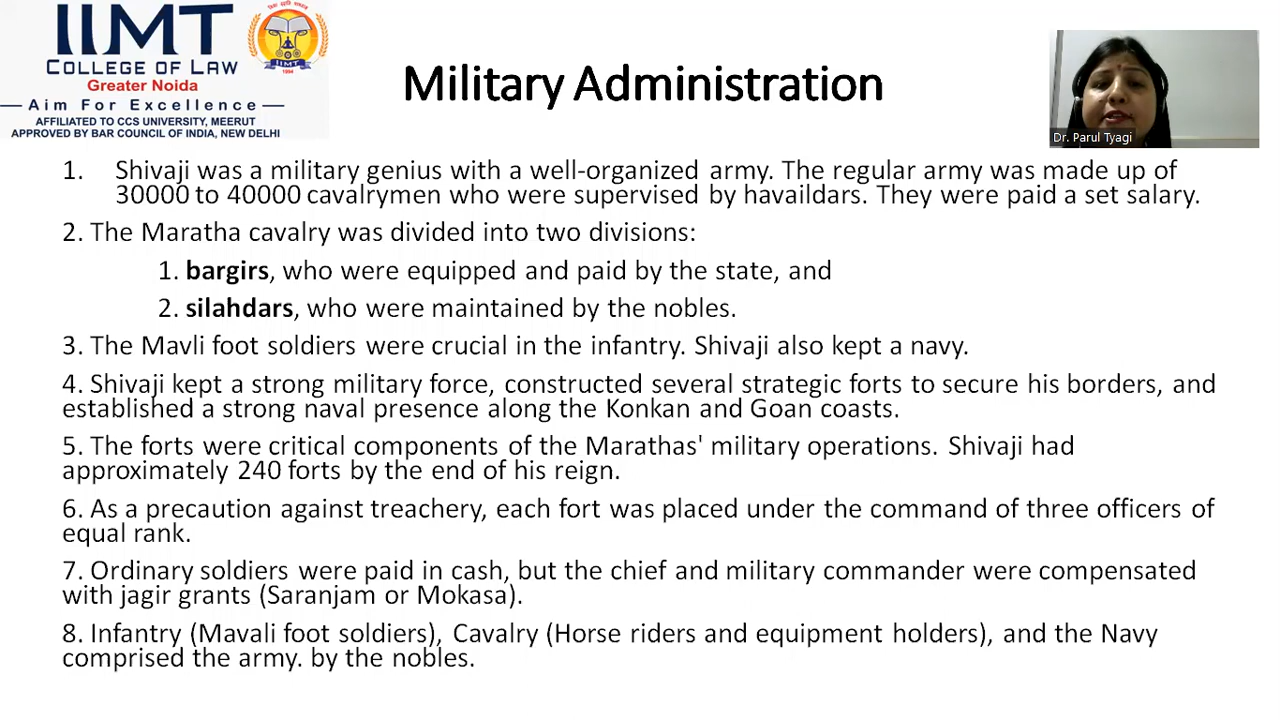 IIMT
COLLEGE OF LAW
Greater Noida
Aim For Excellence
AFFILIATED TO CCS UNIVERSITY, MEERUT
APPROVED BY BAR COUNCIL OF INDIA, NEW DELHI
IIMT
1994
Military Administration
Dr. Parul Tyagi
1. Shivaji was a military genius with a well-organized army. The regular army was made up of
30000 to 40000 cavalrymen who were supervised by havaildars. They were paid a set salary.
2. The Maratha cavalry was divided into two divisions:
1. bargirs, who were equipped and paid by the state, and
2. silahdars, who were maintained by the nobles.
3. The Mavli foot soldiers were crucial in the infantry. Shivaji also kept a navy.
4. Shivaji kept a strong military force, constructed several strategic forts to secure his borders, and
established a strong naval presence along the Konkan and Goan coasts.
5. The forts were critical components of the Marathas' military operations. Shivaji had
approximately 240 forts by the end of his reign.
6. As a precaution against treachery, each fort was placed under the command of three officers of
equal rank.
7. Ordinary soldiers were paid in cash, but the chief and military commander were compensated
with jagir grants (Saranjam or Mokasa).
8. Infantry (Mavali foot soldiers), Cavalry (Horse riders and equipment holders), and the Navy
comprised the army. by the nobles.